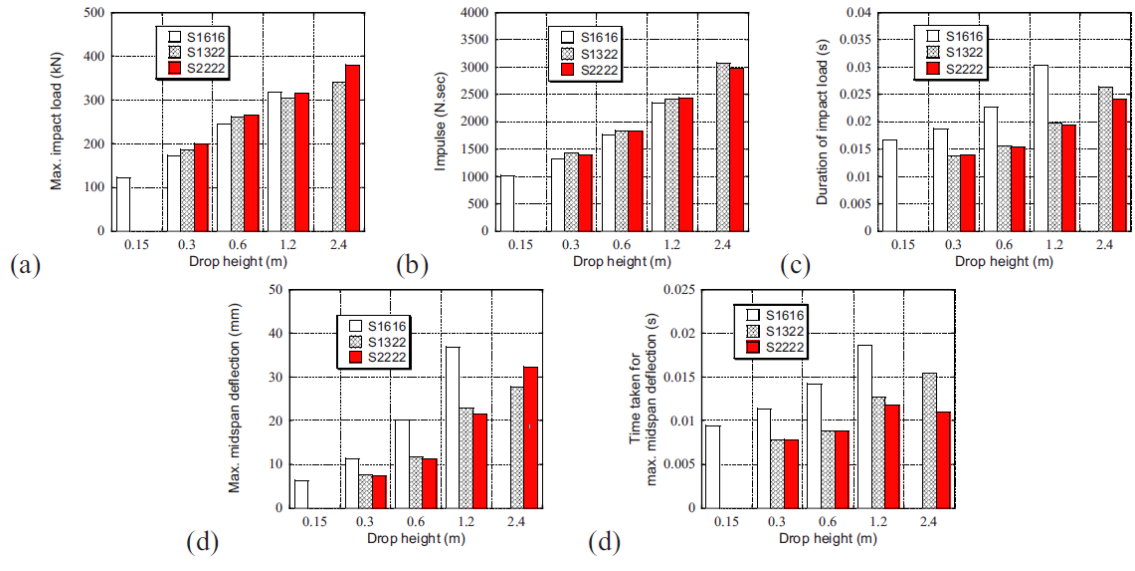 500
400
300
200
100
0
Max. impact load (kN)
S1616
S1322
S2222
0.15 0.3 0.6 1.2 2.4
Drop height (m)
(a)
4000
3500
3000
2500
2000
1500
1000
500
0
Impulse (N.sec)
S1616
S1322
S2222
0.15 0.3 0.6 1.2 2.4
Drop height (m)
(b)
0.04
0.035
0.03
0.025
0.02
0.015
0.01
0.005
0
Duration of impact load (s)
S1616
S1322
S2222
0.15 0.3 0.6 1.2 2.4
Drop height (m)
(c)
50
40
30
20
10
0
Max. midspan deflection (mm)
S1616
S1322
S2222
0.15 0.3 0.6 1.2 2.4
Drop height (m)
(d)
0.025
0.02
0.015
0.01
0.005
0
Time taken for
max. midspan deflection (s)
S1616
S1322
S2222
0.15 0.3 0.6 1.2 2.4
Drop height (m)
(d)